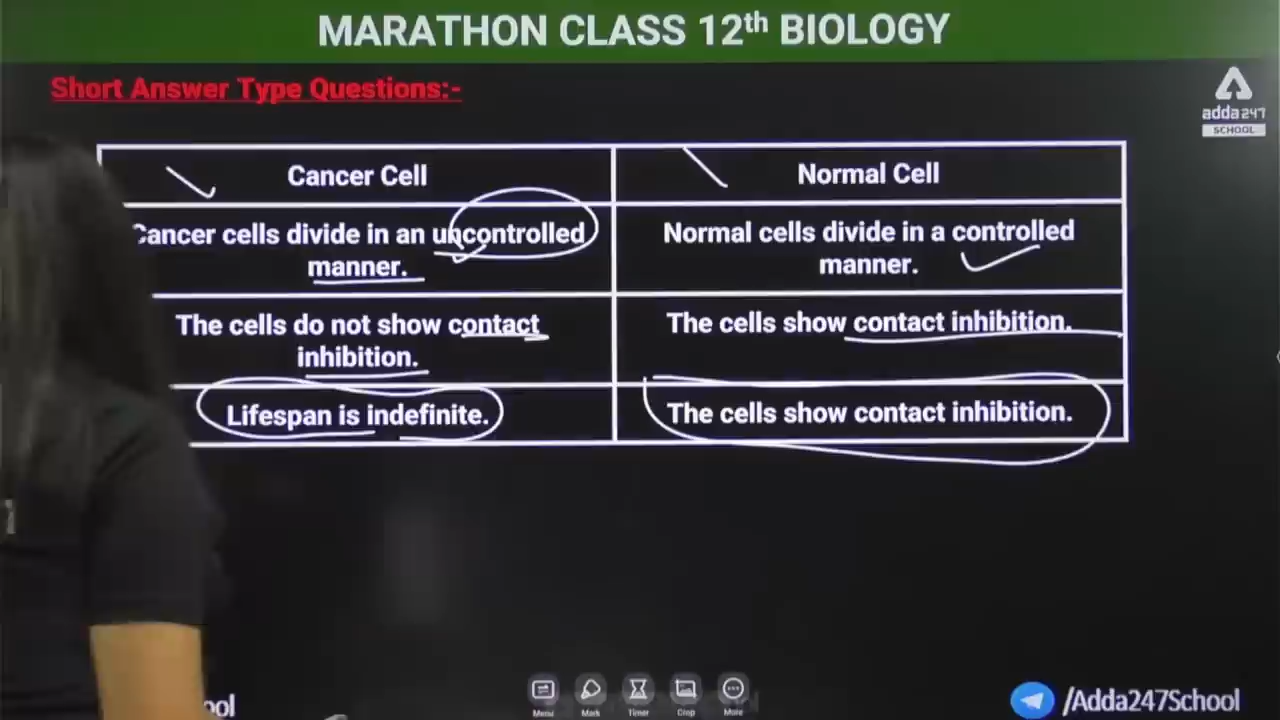 MARATHON CLASS 12th BIOLOGY
Short Answer Type Questions:-
adda247
SCHOOL
Cancer Cell
Normal Cell
Cancer cells divide in an uncontrolled
manner.
Normal cells divide in a controlled
manner.
The cells do not show contact
inhibition.
The cells show contact inhibition.
Lifespan is indefinite.
The cells show contact inhibition.
Menu
Mark
Timer
Crop
More
/Adda247School